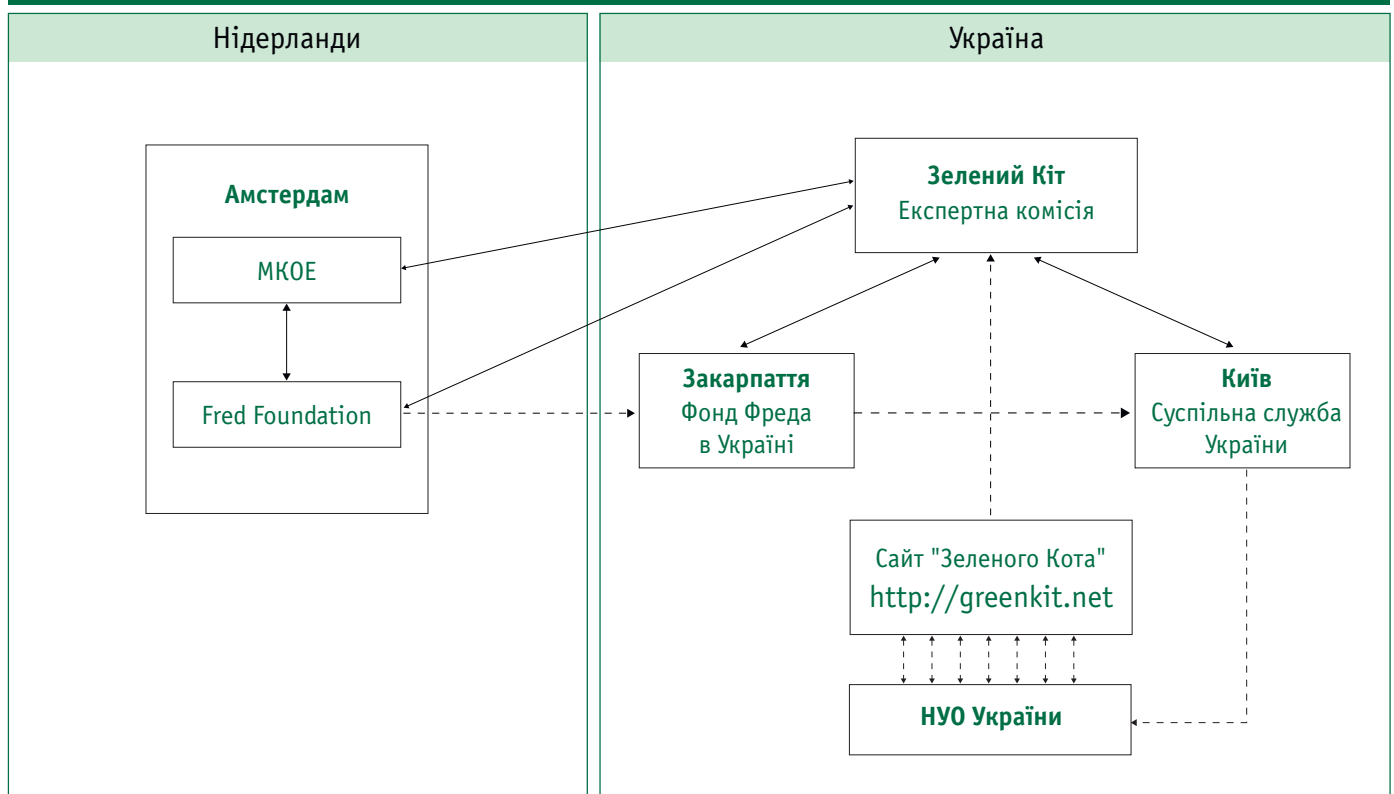 Нідерланди
Україна
Амстердам
МКОЕ
Fred Foundation
Зелений Кіт
Експертна комісія
Закарпаття
Фонд Фреда
в Україні
Київ
Суспільна служба
України
Сайт "Зеленого Кота"
http://greenkit.net
НУО України